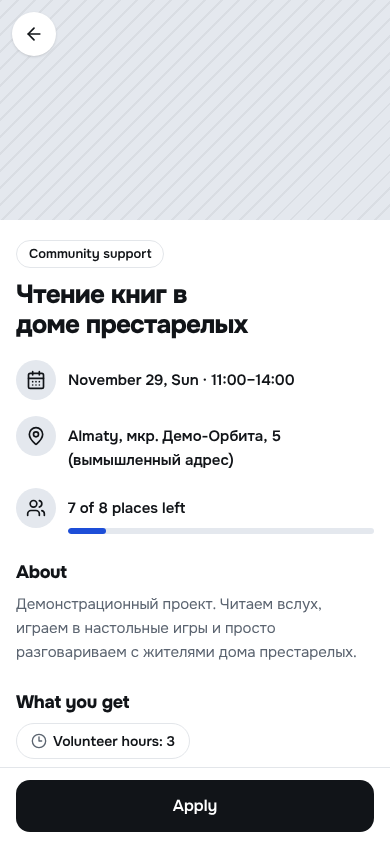 Community support
Чтение книг в
доме престарелых
November 29, Sun · 11:00–14:00
Almaty, мкр. Демо-Орбита, 5
(вымышленный адрес)
7 of 8 places left
About
Демонстрационный проект. Читаем вслух,
играем в настольные игры и просто
разговариваем с жителями дома престарелых.
What you get
Volunteer hours: 3
Apply